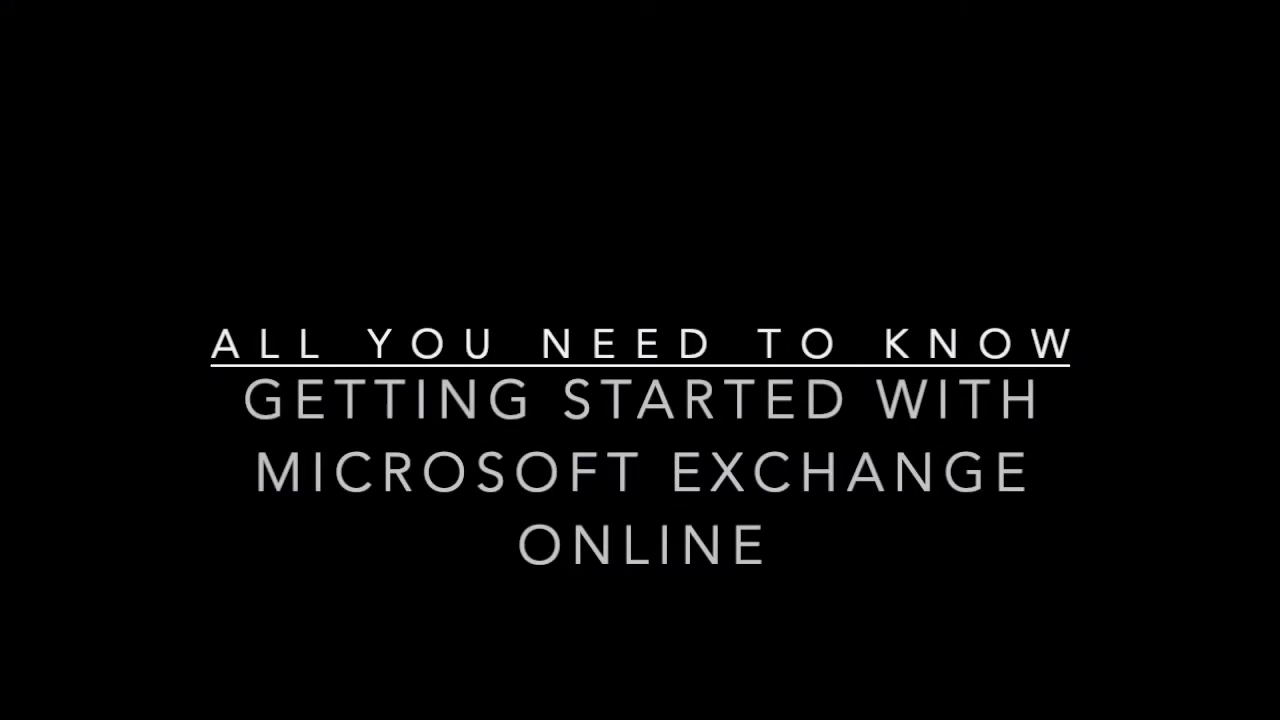 ALL YOU NEED TO KNOW
GETTING STARTED WITH
MICROSOFT EXCHANGE
ONLINE